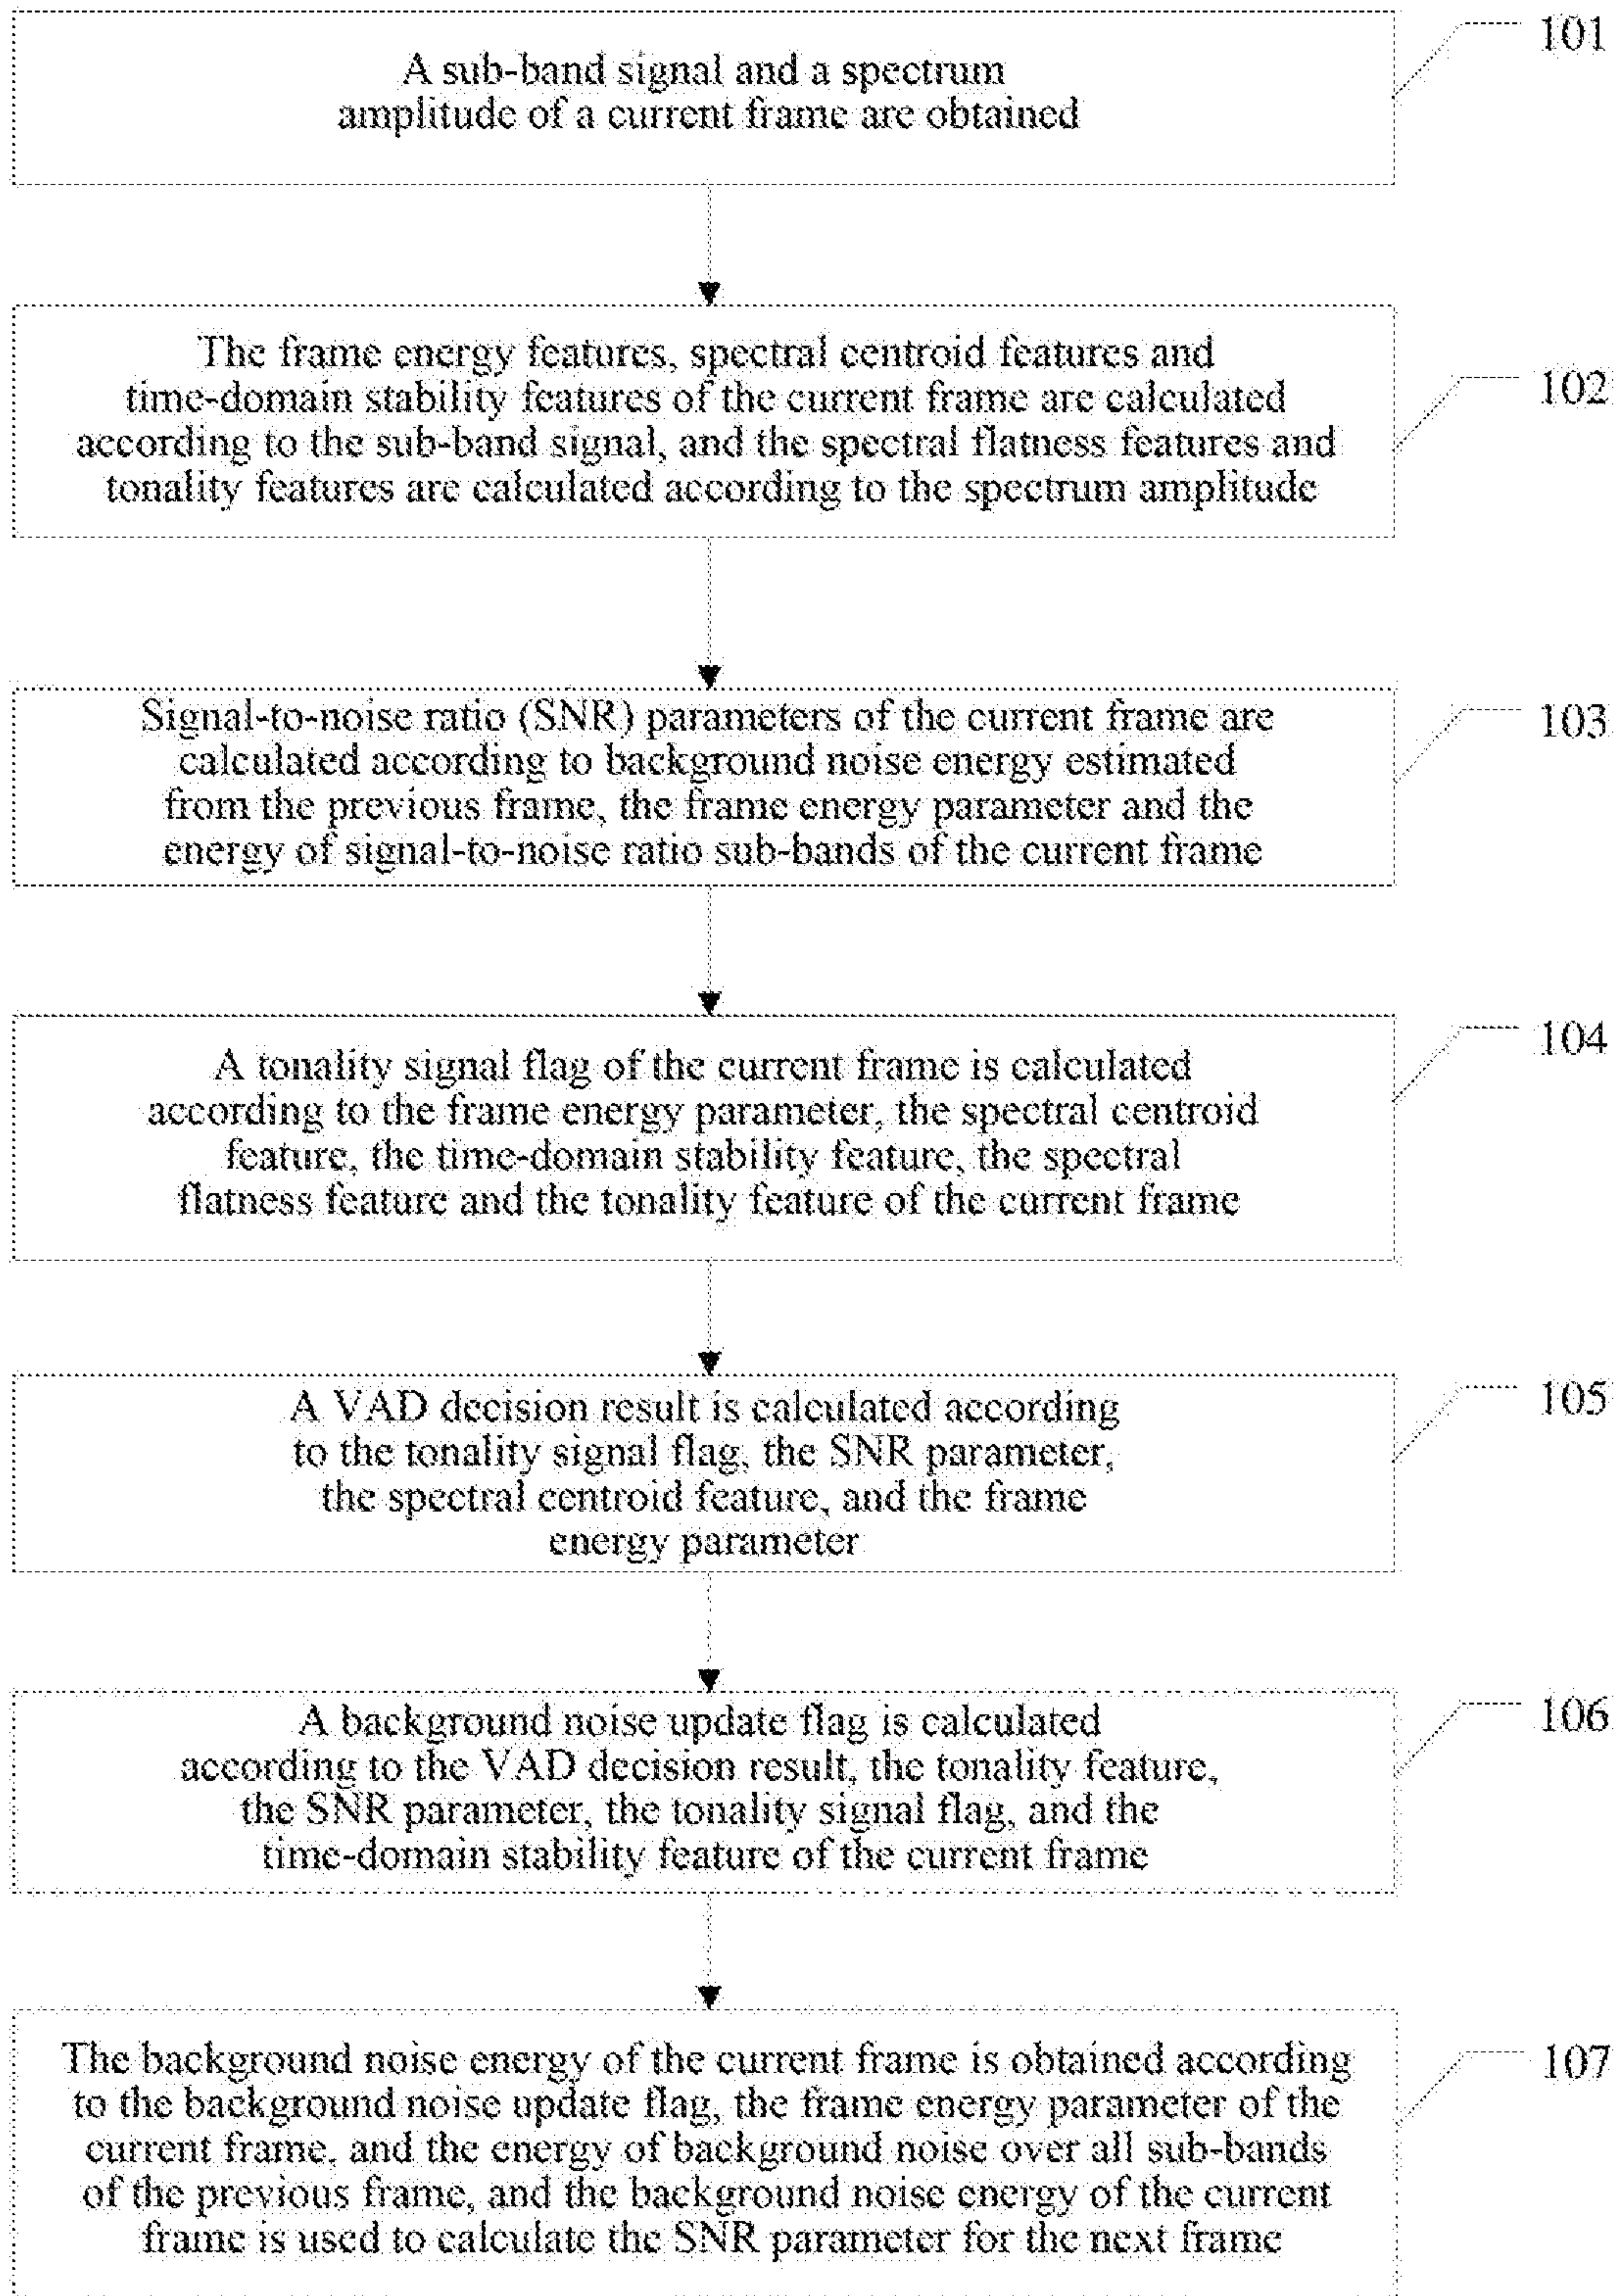 101
A sub-band signal and a spectrum
amplitude of a current frame are obtained
The frame energy features, spectral centroid features and
time-domain stability features of the current frame are calculated
according to the sub-band signal, and the spectral flatness features and
tonality features are calculated according to the spectrum amplitude
102
Signal-to-noise ratio (SNR) parameters of the current frame are
calculated according to background noise energy estimated
from the previous frame, the frame energy parameter and the
energy of signal-to-noise ratio sub-bands of the current frame
103
A tonality signal flag of the current frame is calculated
according to the frame energy parameter, the spectral centroid
feature, the time-domain stability feature, the spectral
flatness feature and the tonality feature of the current frame
104
A VAD decision result is calculated according
to the tonality signal flag, the SNR parameter,
the spectral centroid feature, and the frame
energy parameter
105
A background noise update flag is calculated
according to the VAD decision result, the tonality feature,
the SNR parameter, the tonality signal flag, and the
time-domain stability feature of the current frame
106
The background noise energy of the current frame is obtained according
to the background noise update flag, the frame energy parameter of the
current frame, and the energy of background noise over all sub-bands
of the previous frame, and the background noise energy of the current
frame is used to calculate the SNR parameter for the next frame
107